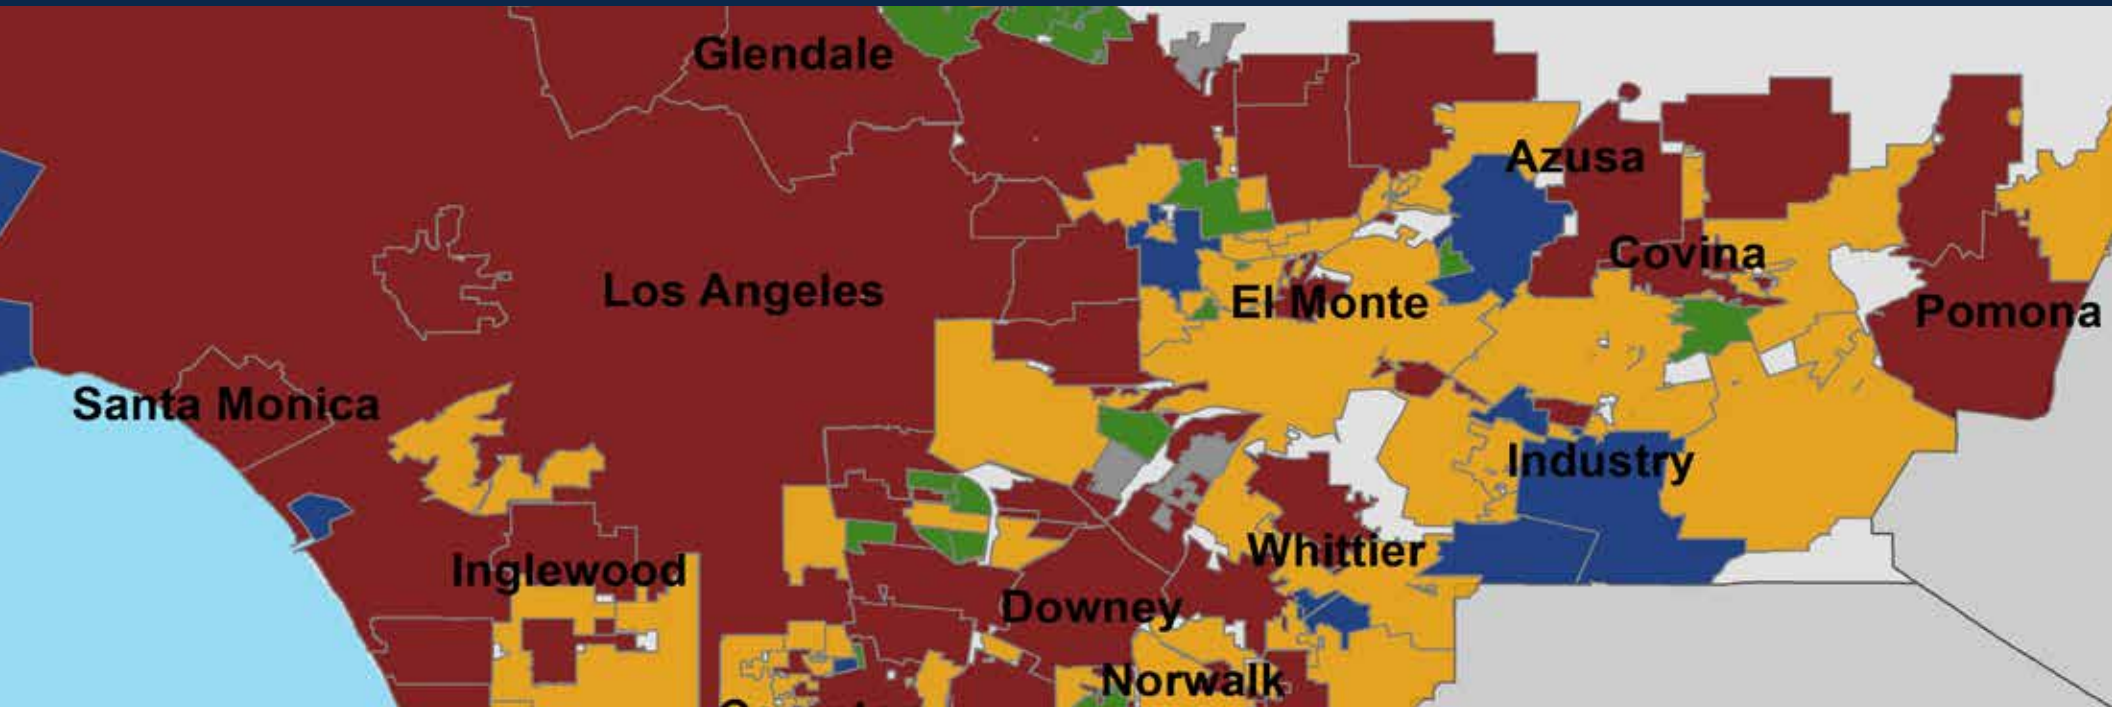 Glendale
Azusa
Covina
Los Angeles
El Monte
Pomona
Santa Monica
Industry
Whittier
Inglewood
Downey
Norwalk